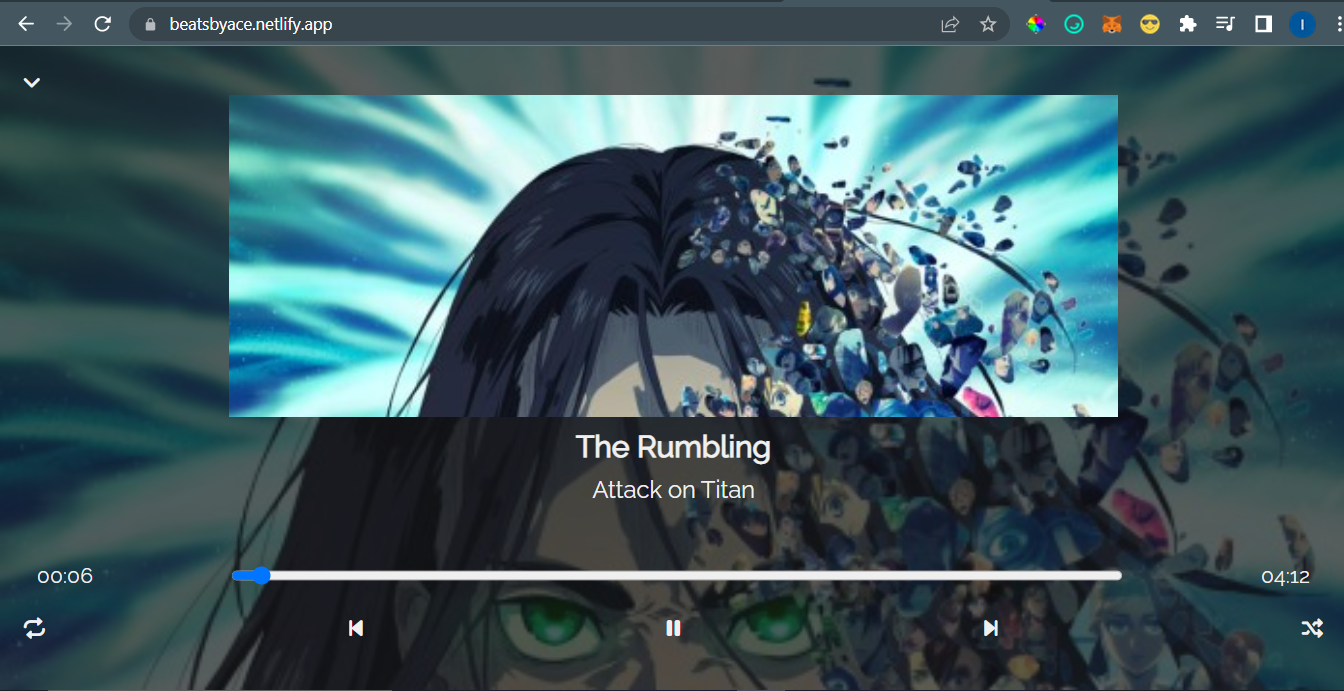 beatsbyace.netlify.app
I
The Rumbling
Attack on Titan
00:06
04:12